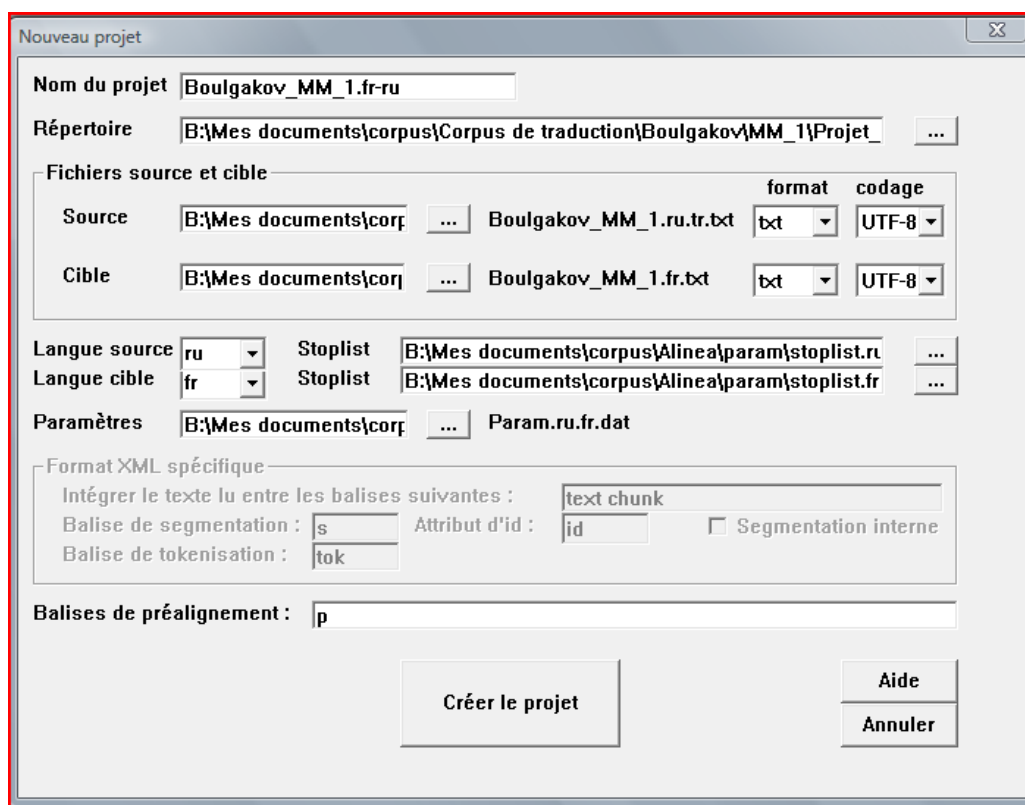 Nouveau projet
Nom du projet Boulgakov_MM_1.fr-ru
Répertoire B:\Mes documents\corpus\Corpus de traduction\Boulgakov\MM_1\Projet_ ...
Fichiers source et cible
format codage
Source B:\Mes documents\corp ... Boulgakov_MM_1.ru.tr.txt txt UTF-8
Cible B:\Mes documents\corp ... Boulgakov_MM_1.fr.txt txt UTF-8
Langue source ru Stoplist B:\Mes documents\corpus\Alinea\param\stoplist.ru ...
Langue cible fr Stoplist B:\Mes documents\corpus\Alinea\param\stoplist.fr ...
Paramètres B:\Mes documents\corp ... Param.ru.fr.dat
Format XML spécifique
Intégrer le texte lu entre les balises suivantes : text chunk
Balise de segmentation : s Attribut d'id : id Segmentation interne
Balise de tokenisation : tok
Balises de préalignement : p
Créer le projet
Aide
Annuler